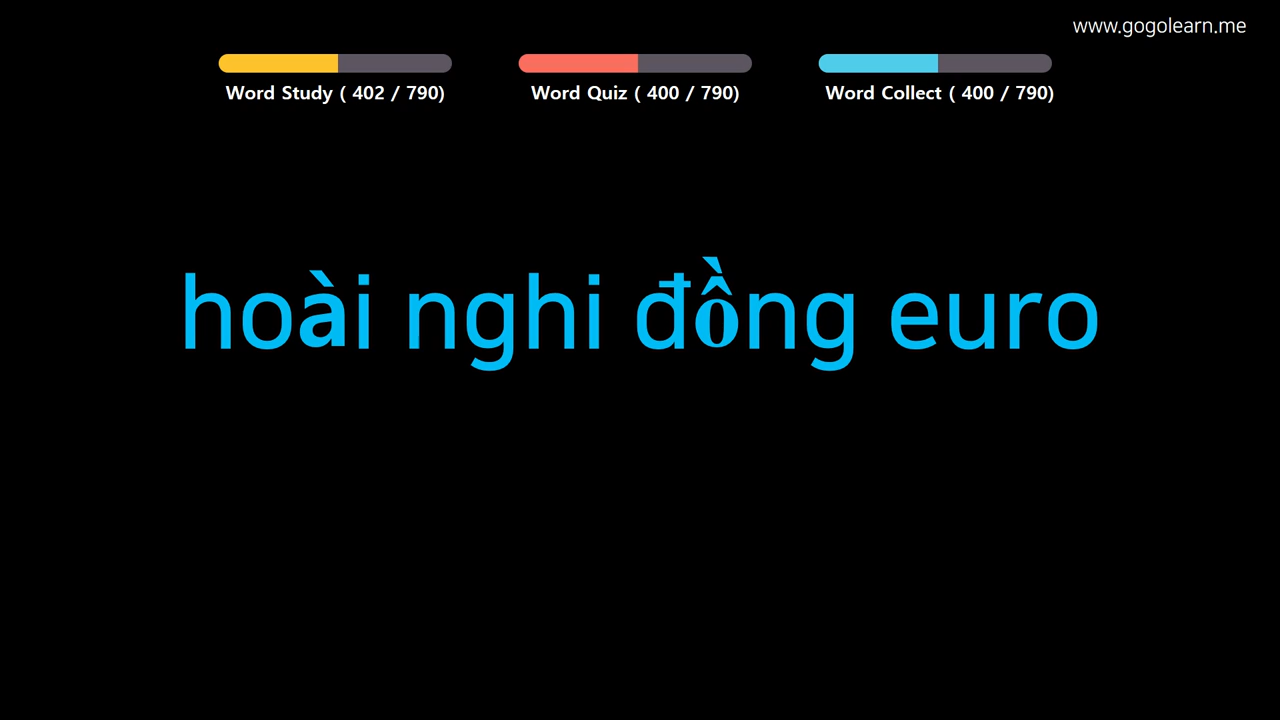 www.gogolearn.me
Word Study ( 402 / 790)
Word Quiz ( 400 / 790)
Word Collect ( 400 / 790)
hoài nghi đồng euro